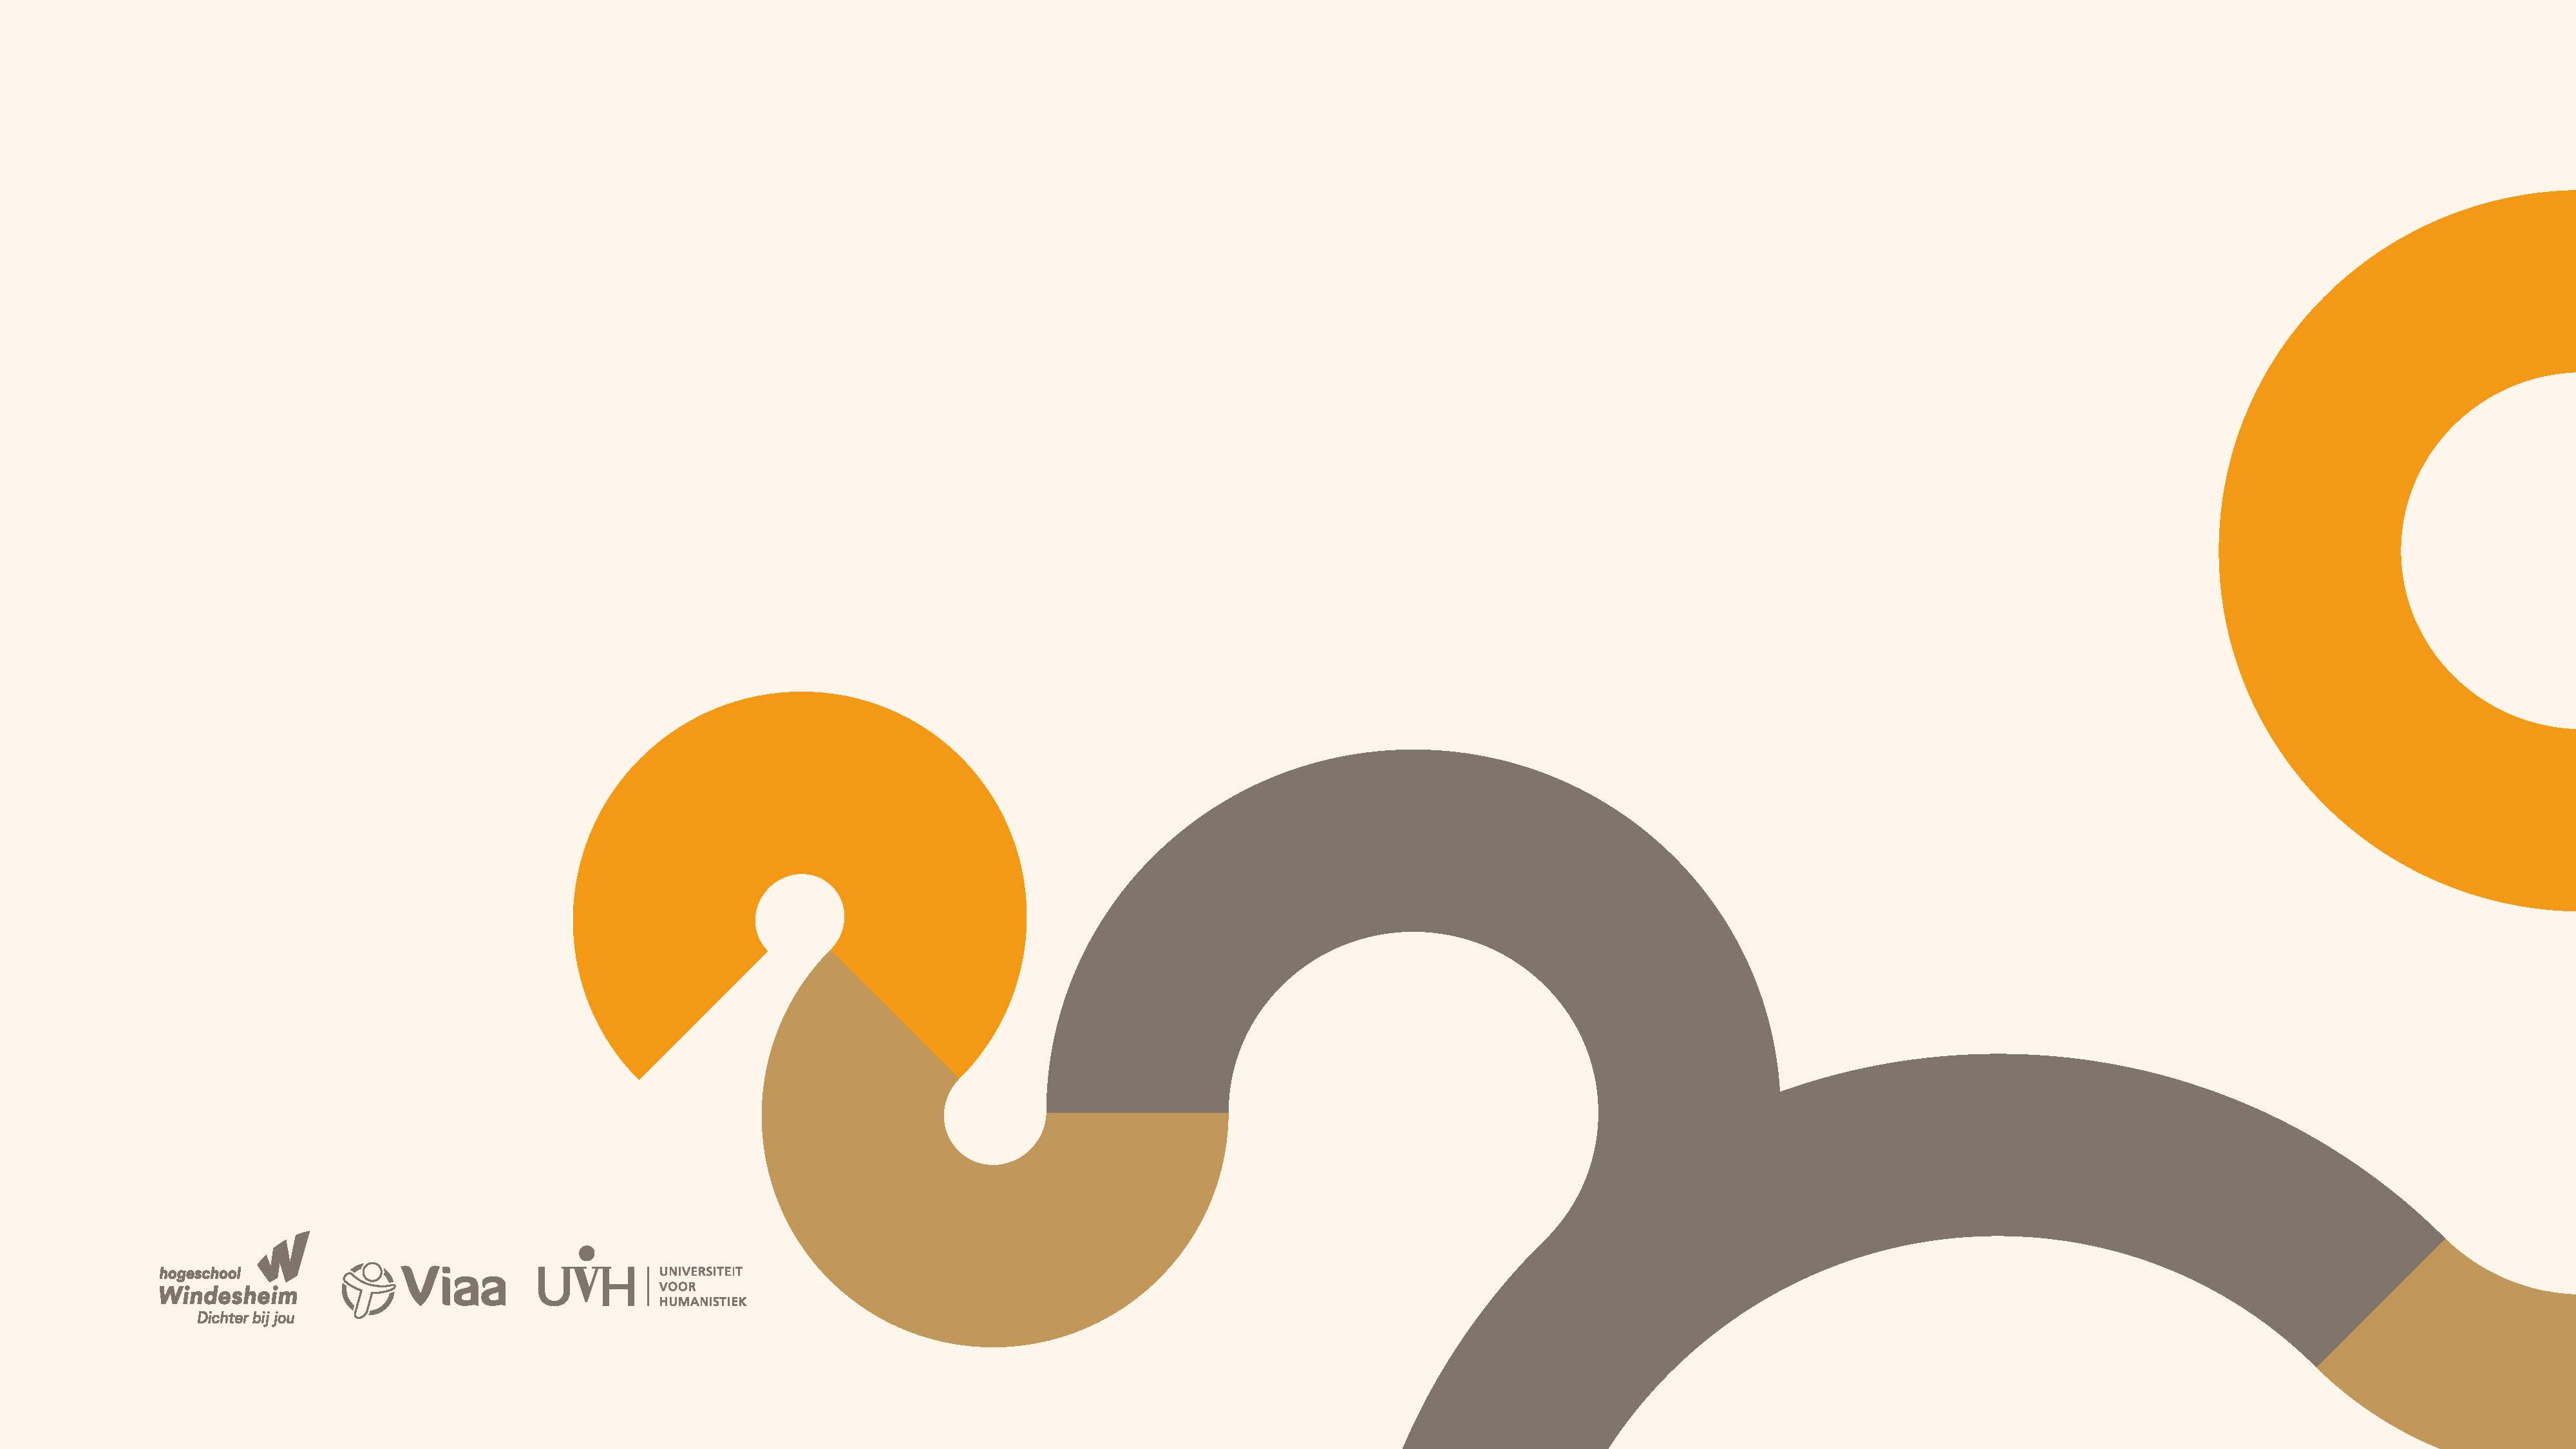 hogeschool
Windesheim
Dichter bij jou
Viaa
UVH
UNIVERSITEIT
VOOR
HUMANISTIEK